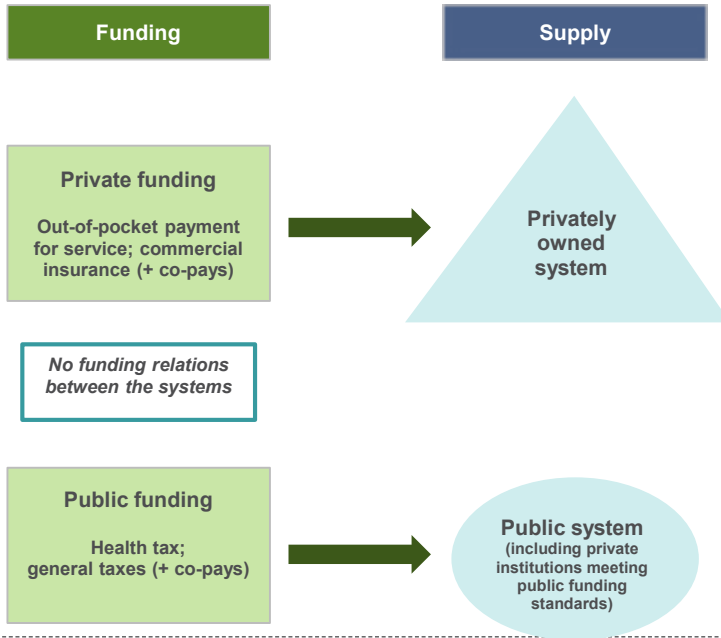 Funding
Supply
Private funding
Out-of-pocket payment
for service; commercial
insurance (+ co-pays)
Privately
owned
system
No funding relations
between the systems
Public funding
Health tax;
general taxes (+ co-pays)
Public system
(including private
institutions meeting
public funding
standards)